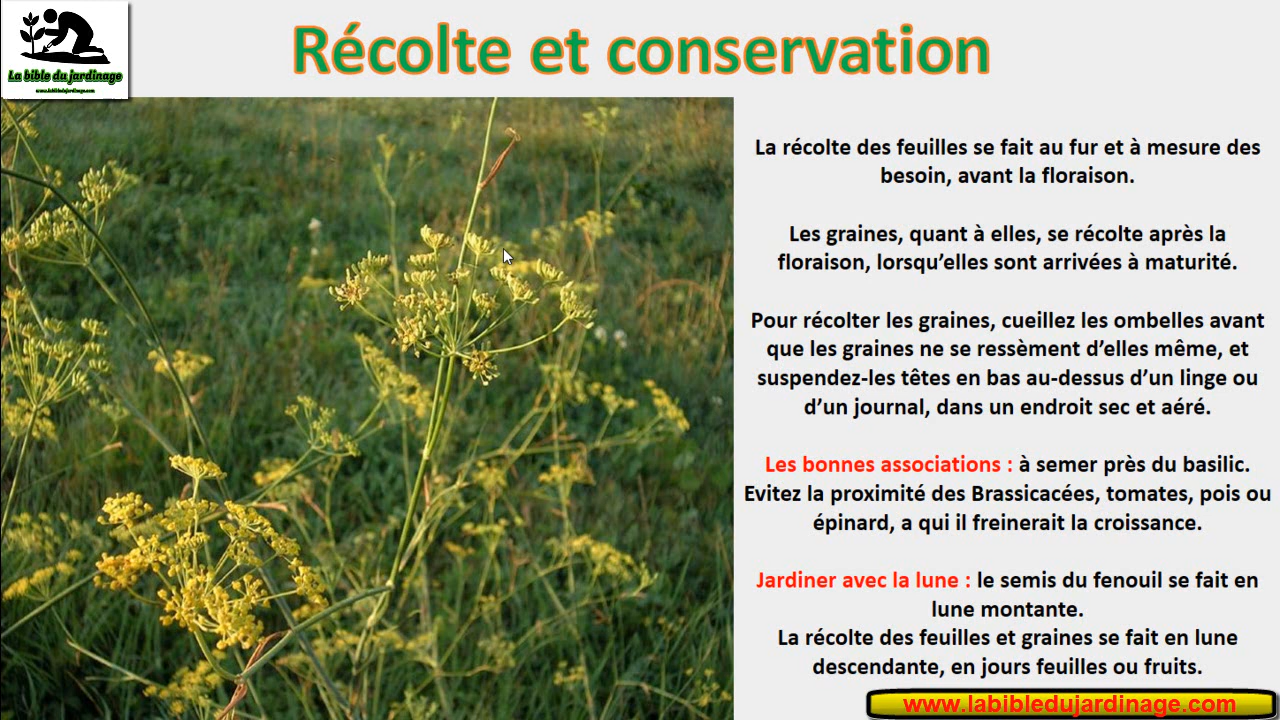 Récolte et conservation
La bible du jardinage
www.labibledujardinage.com
La récolte des feuilles se fait au fur et à mesure des
besoin, avant la floraison.
Les graines, quant à elles, se récolte après la
floraison, lorsqu’elles sont arrivées à maturité.
Pour récolter les graines, cueillez les ombelles avant
que les graines ne se ressèment d’elles même, et
suspendez-les têtes en bas au-dessus d’un linge ou
d’un journal, dans un endroit sec et aéré.
Les bonnes associations : à semer près du basilic.
Evitez la proximité des Brassicacées, tomates, pois ou
épinard, a qui il freinerait la croissance.
Jardiner avec la lune : le semis du fenouil se fait en
lune montante.
La récolte des feuilles et graines se fait en lune
descendante, en jours feuilles ou fruits.
www.labibledujardinage.com